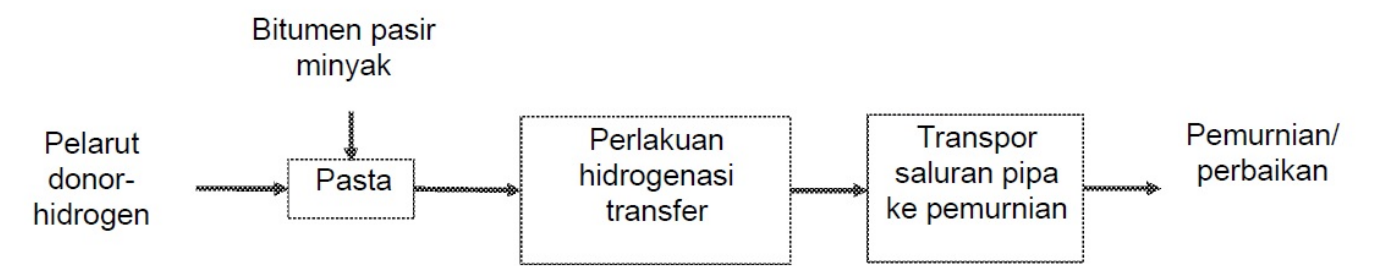 Bitumen pasir
minyak
Pelarut
donor-
hidrogen
Pasta
Perlakuan
hidrogenasi
transfer
Transpor
saluran pipa
ke pemurnian
Pemurnian/
perbaikan